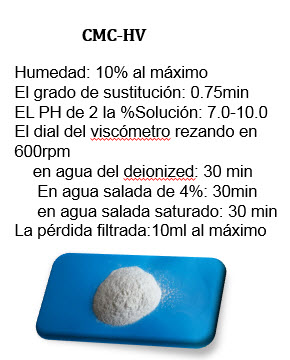 CMC-HV
Humedad: 10% al máximo
El grado de sustitución: 0.75min
EL PH de 2 la %Solución: 7.0-10.0
El dial del viscómetro rezando en
600rpm
en agua del deionized: 30 min
En agua salada de 4%: 30min
en agua salada saturado: 30 min
La pérdida filtrada:10ml al máximo